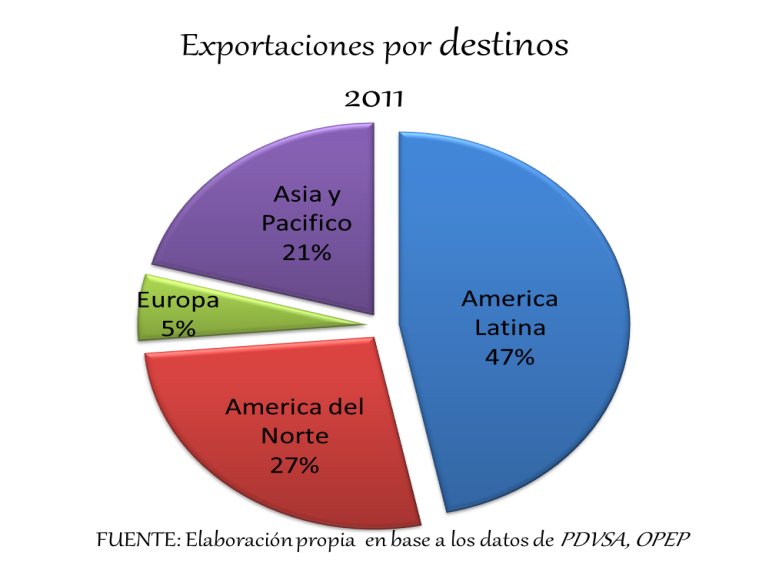 Exportaciones por destinos
2011
Asia y
Pacifico
21%
Europa
5%
America
Latina
47%
America del
Norte
27%
FUENTE: Elaboración propia en base a los datos de PDVSA, OPEP